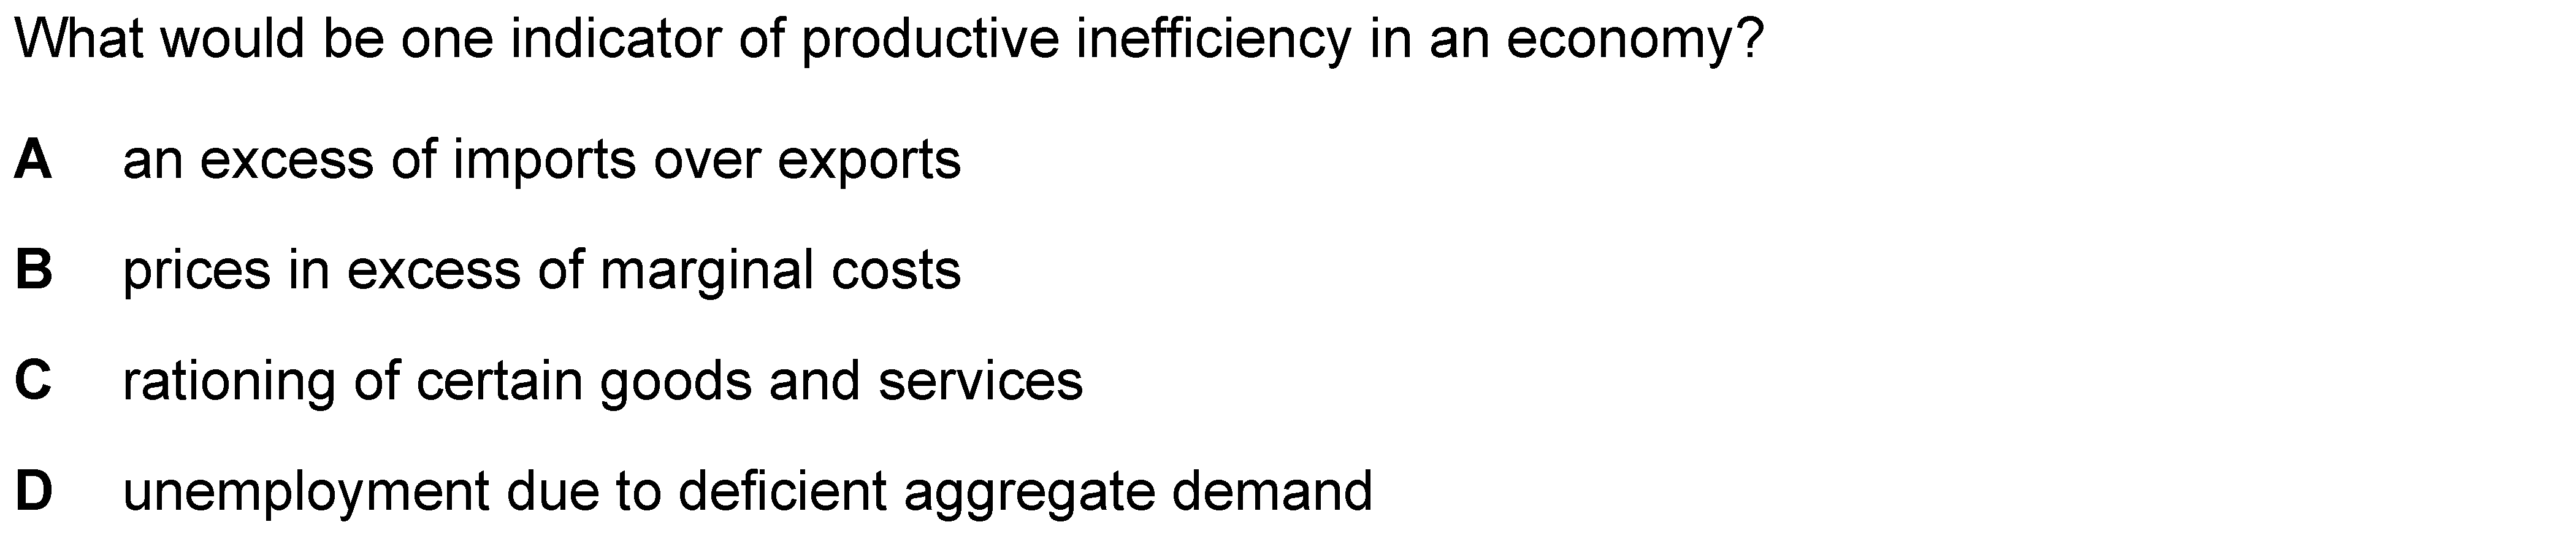 What would be one indicator of productive inefficiency in an economy?
A an excess of imports over exports
B prices in excess of marginal costs
C rationing of certain goods and services
D unemployment due to deficient aggregate demand